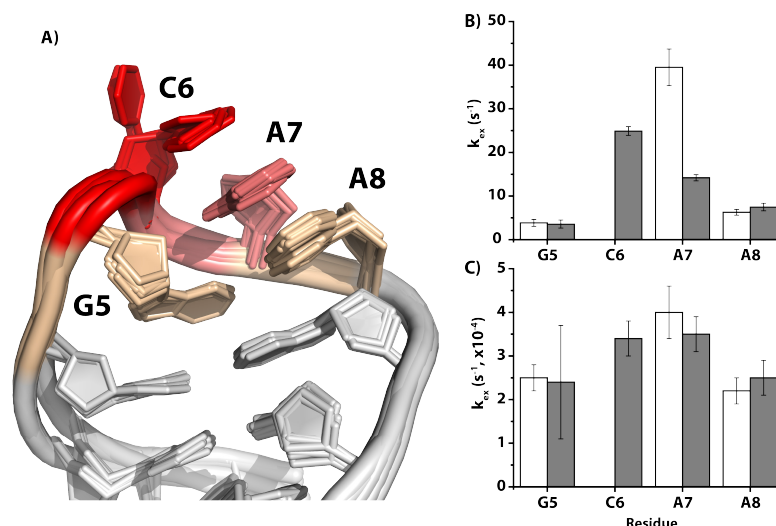 A)
C6
A7
A8
G5
B)
50
40
30
20
10
0
kex (s-1)
G5 C6 A7 A8
C)
5
4
3
2
2
0
kex (s-1, x10-4)
G5 C6 A7 A8
Residue